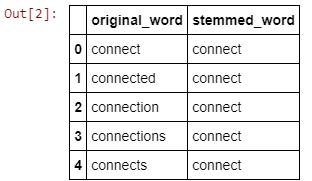 Out[2]:
original_word stemmed_word
0 connect connect
1 connected connect
2 connection connect
3 connections connect
4 connects connect